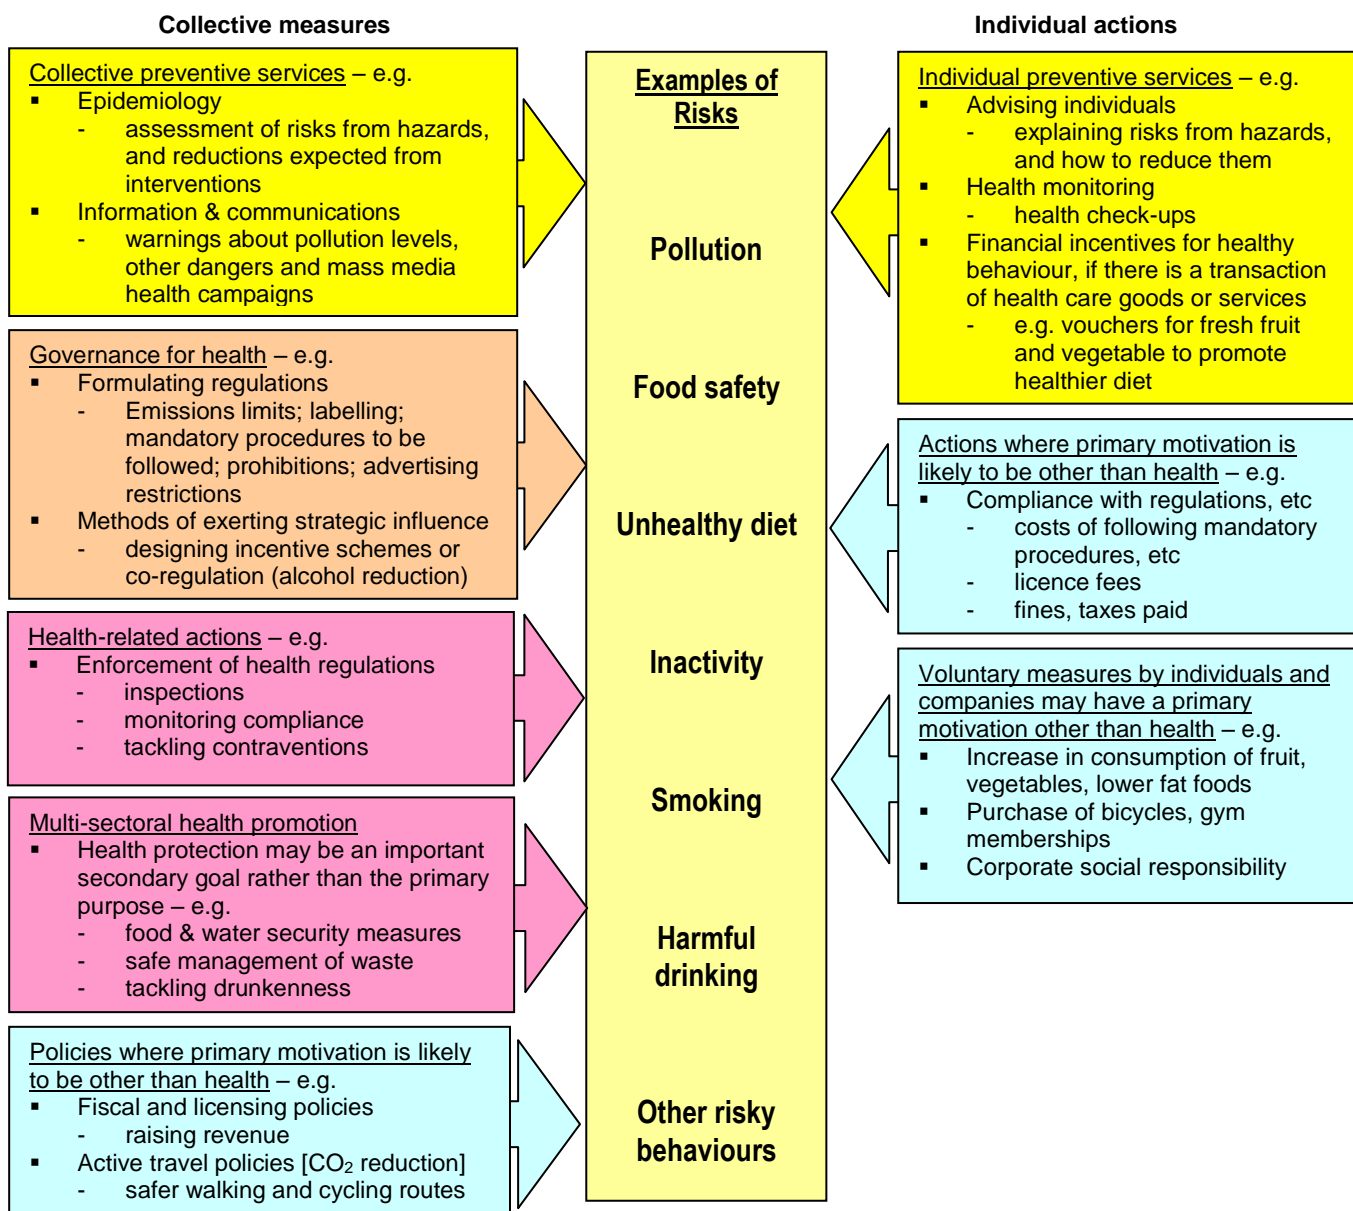 Collective measures
Individual actions
Collective preventive services – e.g.
▪ Epidemiology
- assessment of risks from hazards,
and reductions expected from
interventions
▪ Information & communications
- warnings about pollution levels,
other dangers and mass media
health campaigns
Governance for health – e.g.
▪ Formulating regulations
- Emissions limits; labelling;
mandatory procedures to be
followed; prohibitions; advertising
restrictions
▪ Methods of exerting strategic influence
- designing incentive schemes or
co-regulation (alcohol reduction)
Health-related actions – e.g.
▪ Enforcement of health regulations
- inspections
- monitoring compliance
- tackling contraventions
Multi-sectoral health promotion
▪ Health protection may be an important
secondary goal rather than the primary
purpose – e.g.
- food & water security measures
- safe management of waste
- tackling drunkenness
Policies where primary motivation is likely
to be other than health – e.g.
▪ Fiscal and licensing policies
- raising revenue
▪ Active travel policies [CO₂ reduction]
- safer walking and cycling routes
Examples of
Risks
Pollution
Food safety
Unhealthy diet
Inactivity
Smoking
Harmful
drinking
Other risky
behaviours
Individual preventive services – e.g.
▪ Advising individuals
- explaining risks from hazards,
and how to reduce them
▪ Health monitoring
- health check-ups
▪ Financial incentives for healthy
behaviour, if there is a transaction
of health care goods or services
- e.g. vouchers for fresh fruit
and vegetable to promote
healthier diet
Actions where primary motivation is
likely to be other than health – e.g.
▪ Compliance with regulations, etc
- costs of following mandatory
procedures, etc
- licence fees
- fines, taxes paid
Voluntary measures by individuals and
companies may have a primary
motivation other than health – e.g.
▪ Increase in consumption of fruit,
vegetables, lower fat foods
▪ Purchase of bicycles, gym
memberships
▪ Corporate social responsibility